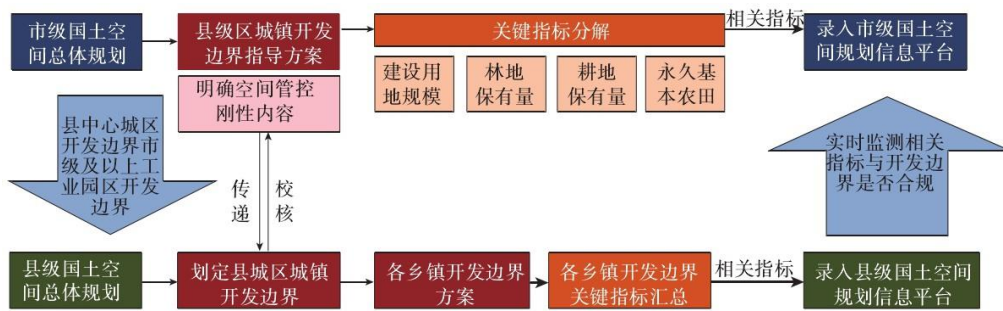 市级国土空
间总体规划
县级区城镇开发
边界指导方案
关键指标分解
相关指标
录入市级国土空
间规划信息平台
建设用
地规模
林地
保有量
耕地
保有量
永久基
本农田
明确空间管控
刚性内容
县中心城区
开发边界市
级及以上工
业园区开发
边界
传递
校核
实时监测相关
指标与开发边
界是否合规
县级国土空
间总体规划
划定县城区城镇
开发边界
各乡镇开发边界
方案
各乡镇开发边界
关键指标汇总
相关指标
录入县级国土空间
规划信息平台